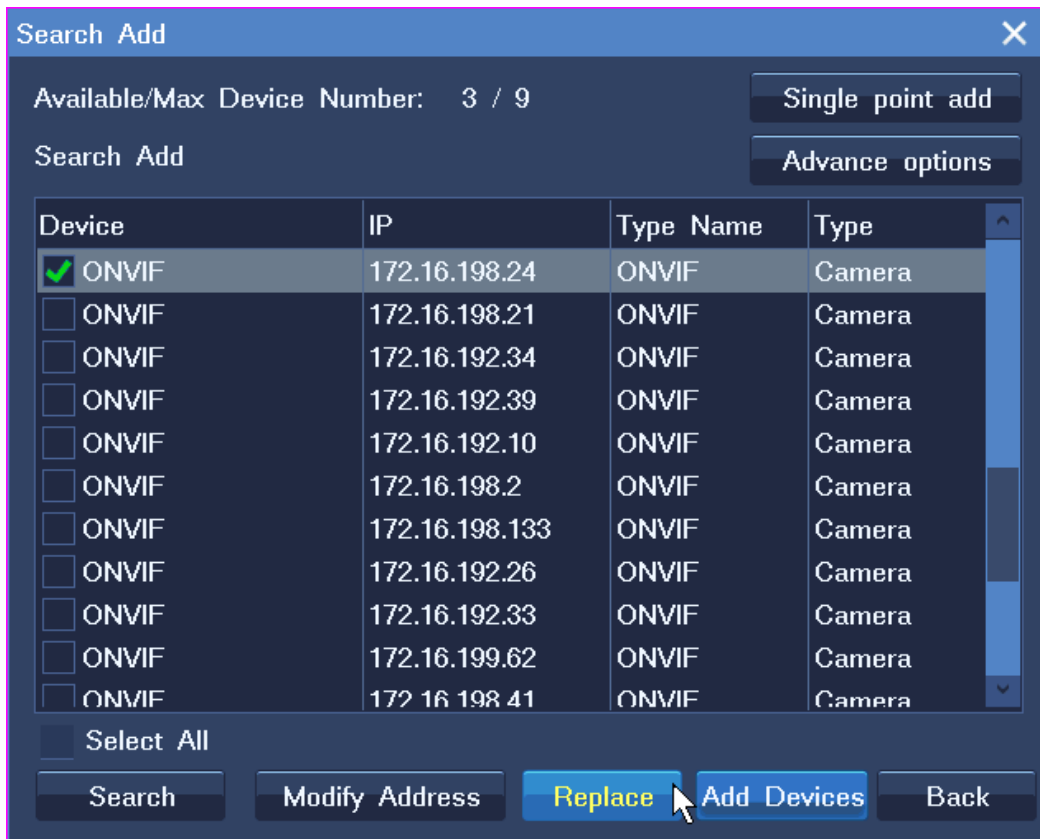 Search Add
Available/Max Device Number: 3 / 9
Single point add
Search Add
Advance options
Device IP Type Name Type
ONVIF 172.16.198.24 ONVIF Camera
ONVIF 172.16.198.21 ONVIF Camera
ONVIF 172.16.192.34 ONVIF Camera
ONVIF 172.16.192.39 ONVIF Camera
ONVIF 172.16.192.10 ONVIF Camera
ONVIF 172.16.198.2 ONVIF Camera
ONVIF 172.16.198.133 ONVIF Camera
ONVIF 172.16.192.26 ONVIF Camera
ONVIF 172.16.192.33 ONVIF Camera
ONVIF 172.16.199.62 ONVIF Camera
ONVIF 172.16.198.41 ONVIF Camera
Select All
Search Modify Address Replace Add Devices Back